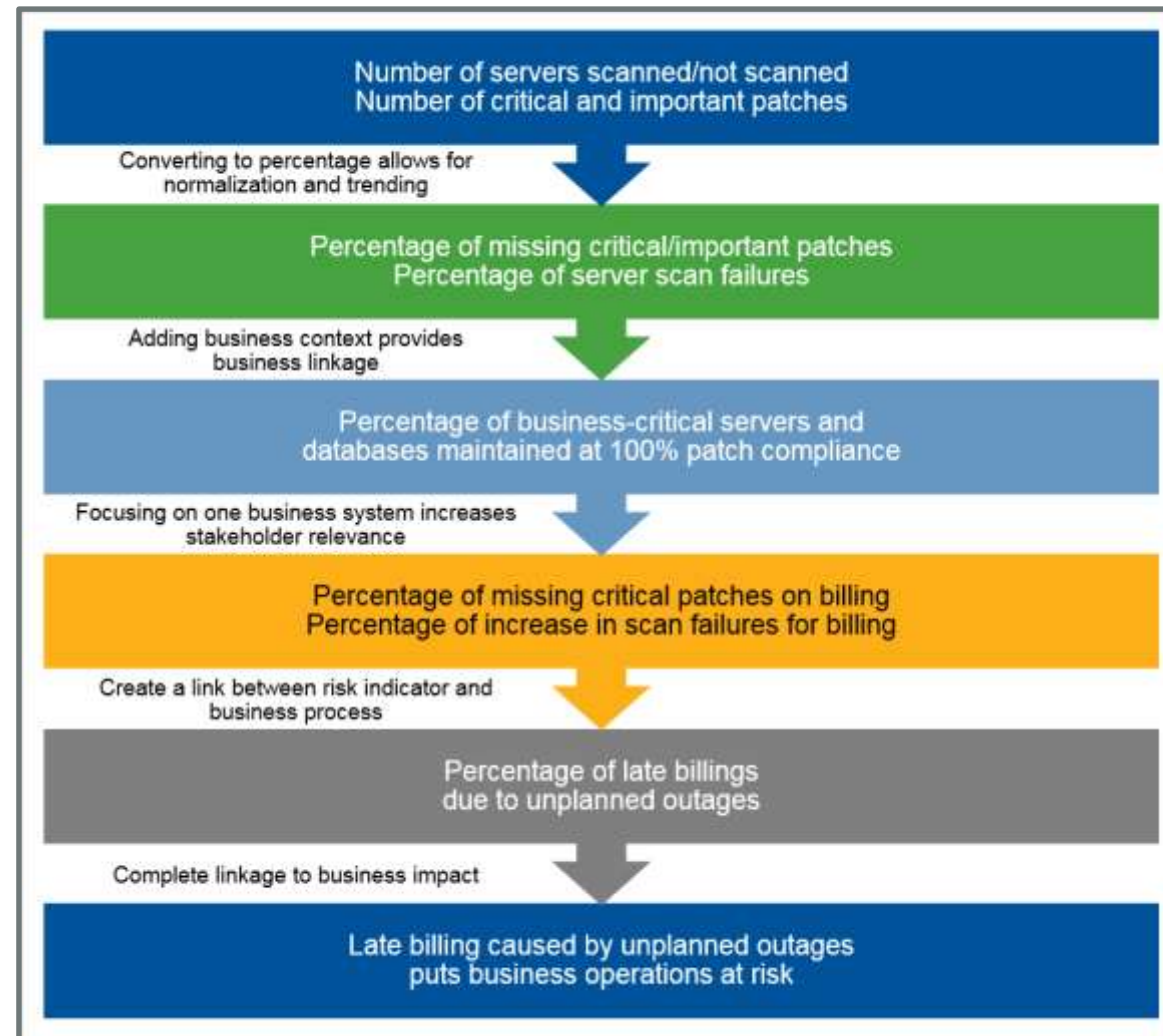 Number of servers scanned/not scanned
Number of critical and important patches
Converting to percentage allows for
normalization and trending
Percentage of missing critical/important patches
Percentage of server scan failures
Adding business context provides
business linkage
Percentage of business-critical servers and
databases maintained at 100% patch compliance
Focusing on one business system increases
stakeholder relevance
Percentage of missing critical patches on billing
Percentage of increase in scan failures for billing
Create a link between risk indicator and
business process
Percentage of late billings
due to unplanned outages
Complete linkage to business impact
Late billing caused by unplanned outages
puts business operations at risk